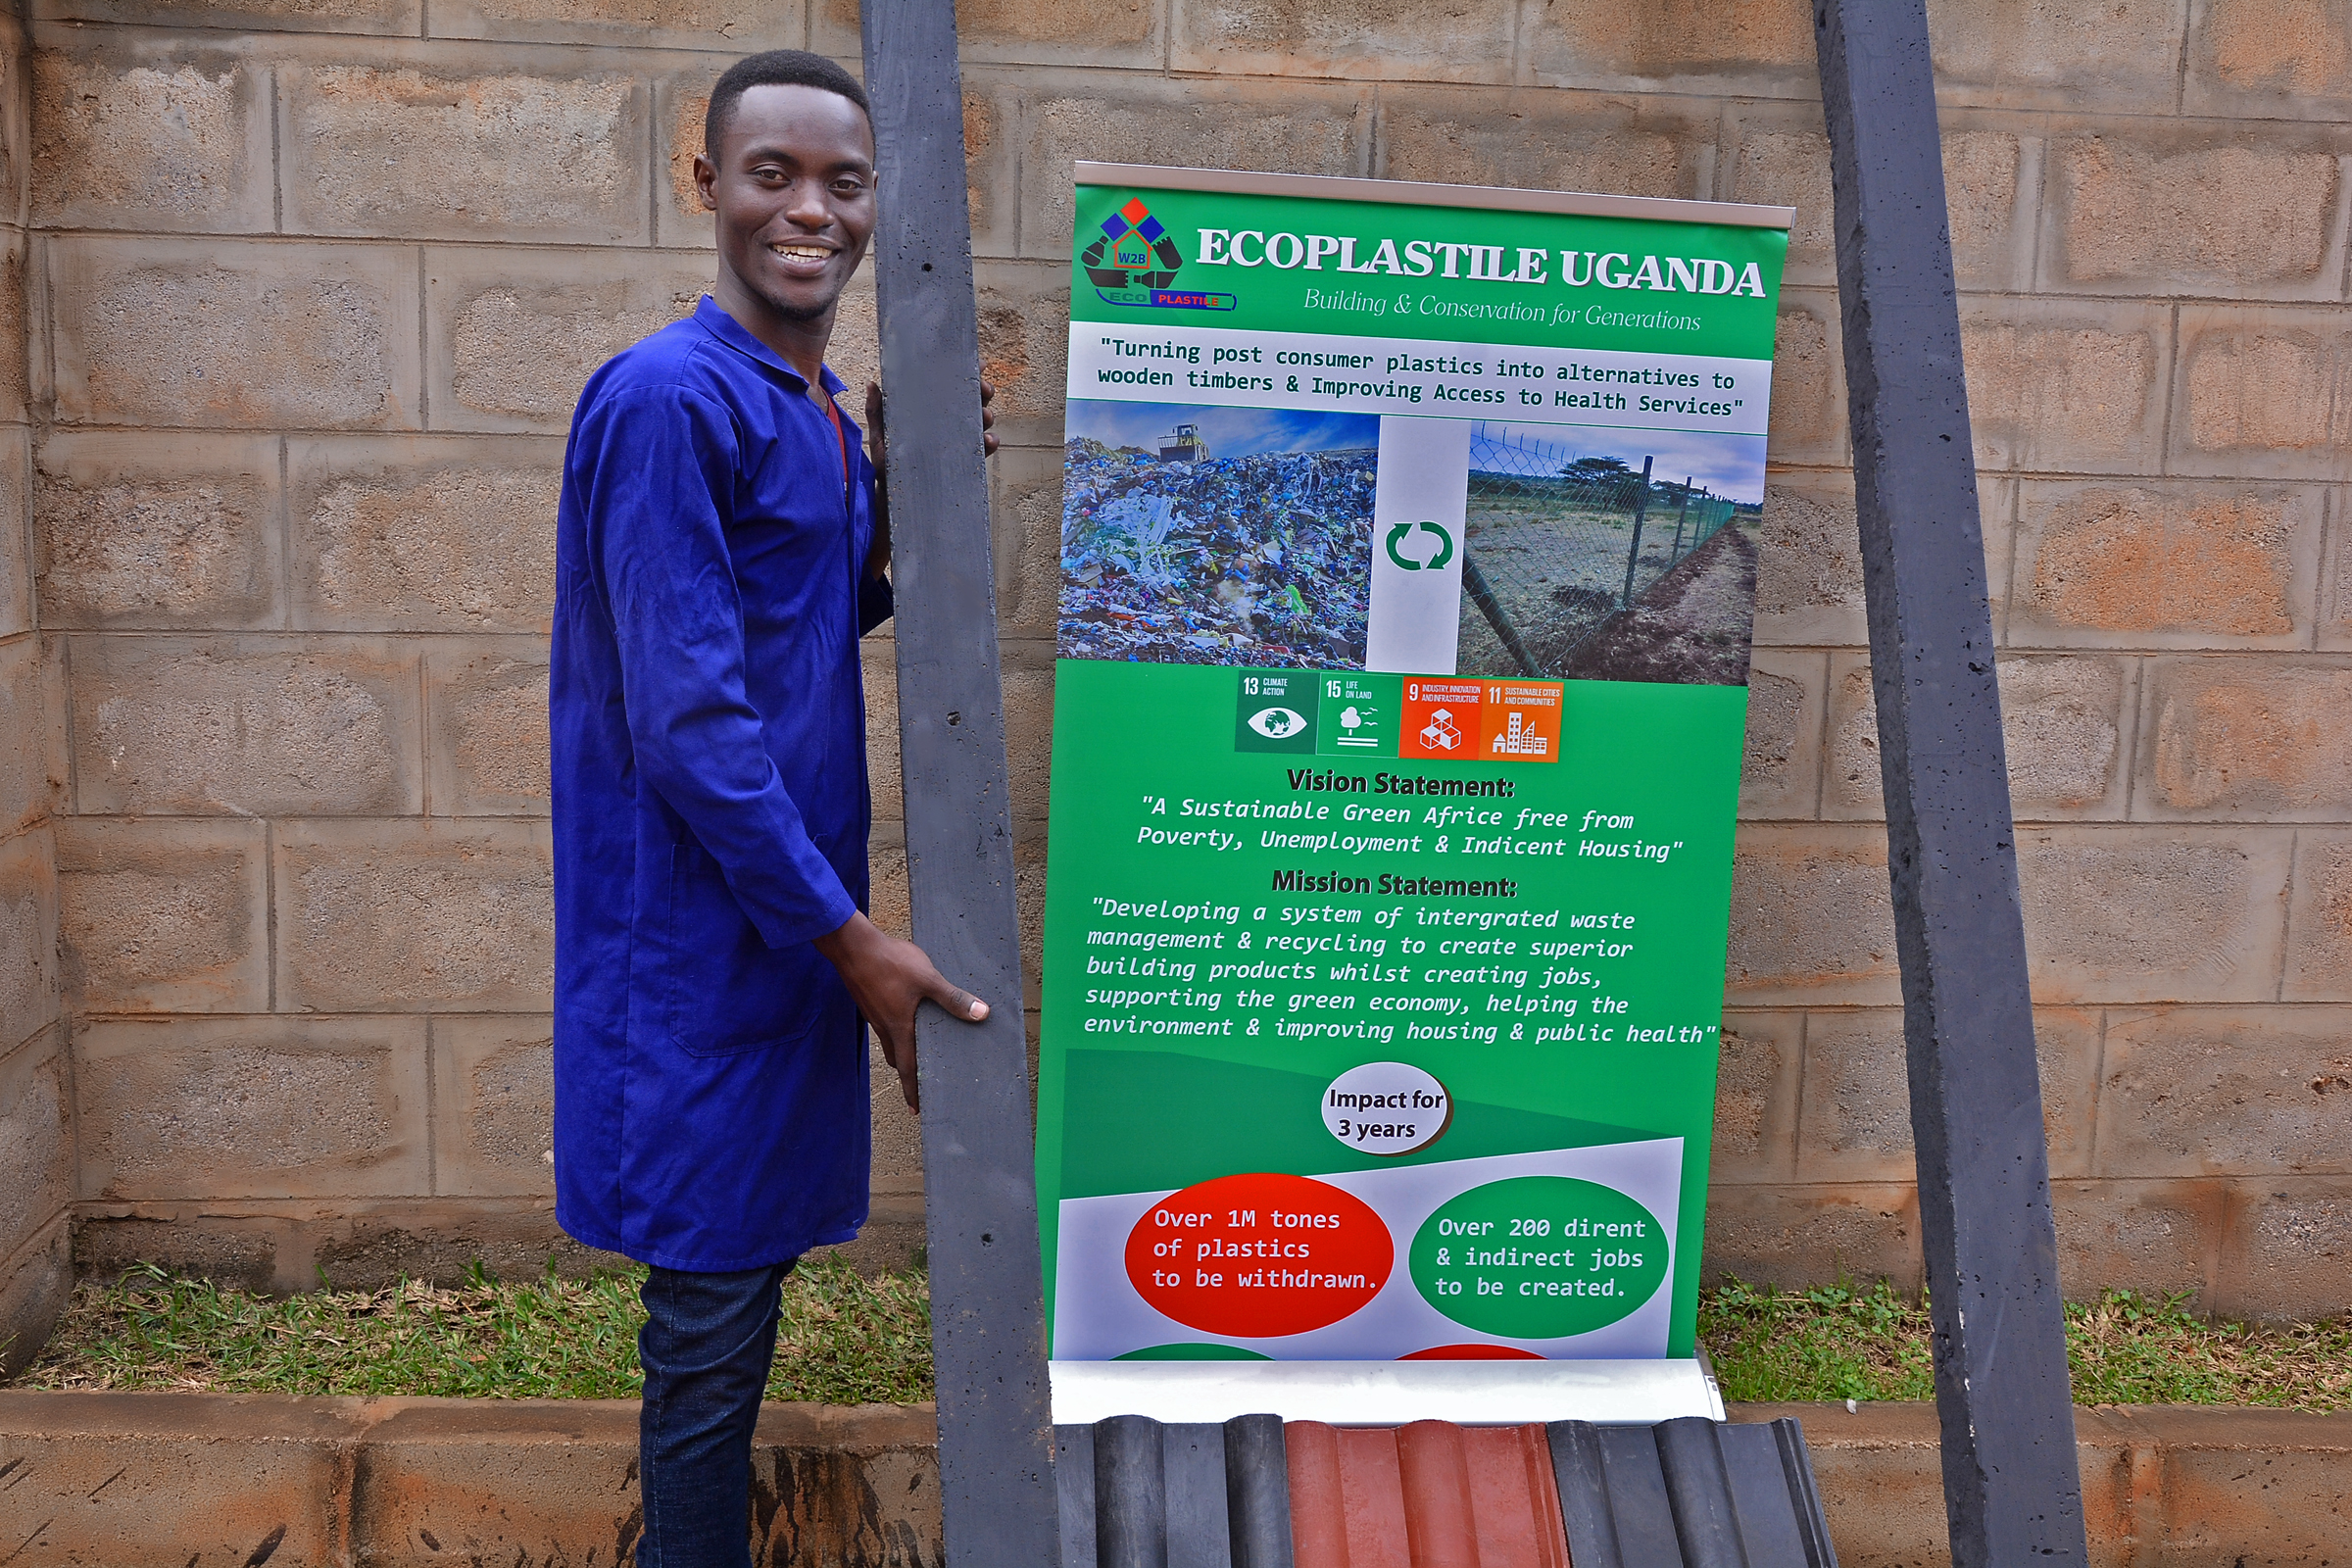 W2B
ECO PLASTILE
ECOPLASTILE UGANDA
Building & Conservation for Generations
"Turning post consumer plastics into alternatives to
wooden timbers & Improving Access to Health Services"
13 CLIMATE
ACTION
15 LIFE
ON LAND
9 INDUSTRY, INNOVATION
AND INFRASTRUCTURE
11 SUSTAINABLE CITIES
AND COMMUNITIES
Vision Statement:
"A Sustainable Green Africe free from
Poverty, Unemployment & Indicent Housing"
Mission Statement:
"Developing a system of intergrated waste
management & recycling to create superior
building products whilst creating jobs,
supporting the green economy, helping the
environment & improving housing & public health"
Impact for
3 years
Over 1M tones
of plastics
to be withdrawn.
Over 200 dirent
& indirect jobs
to be created.